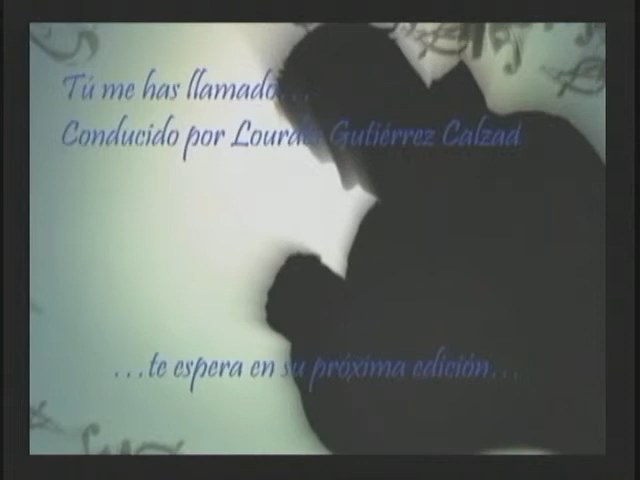 Tú me has llamado...
Conducido por Lourdes Gutiérrez Calzad
...te espera en su próxima edición...